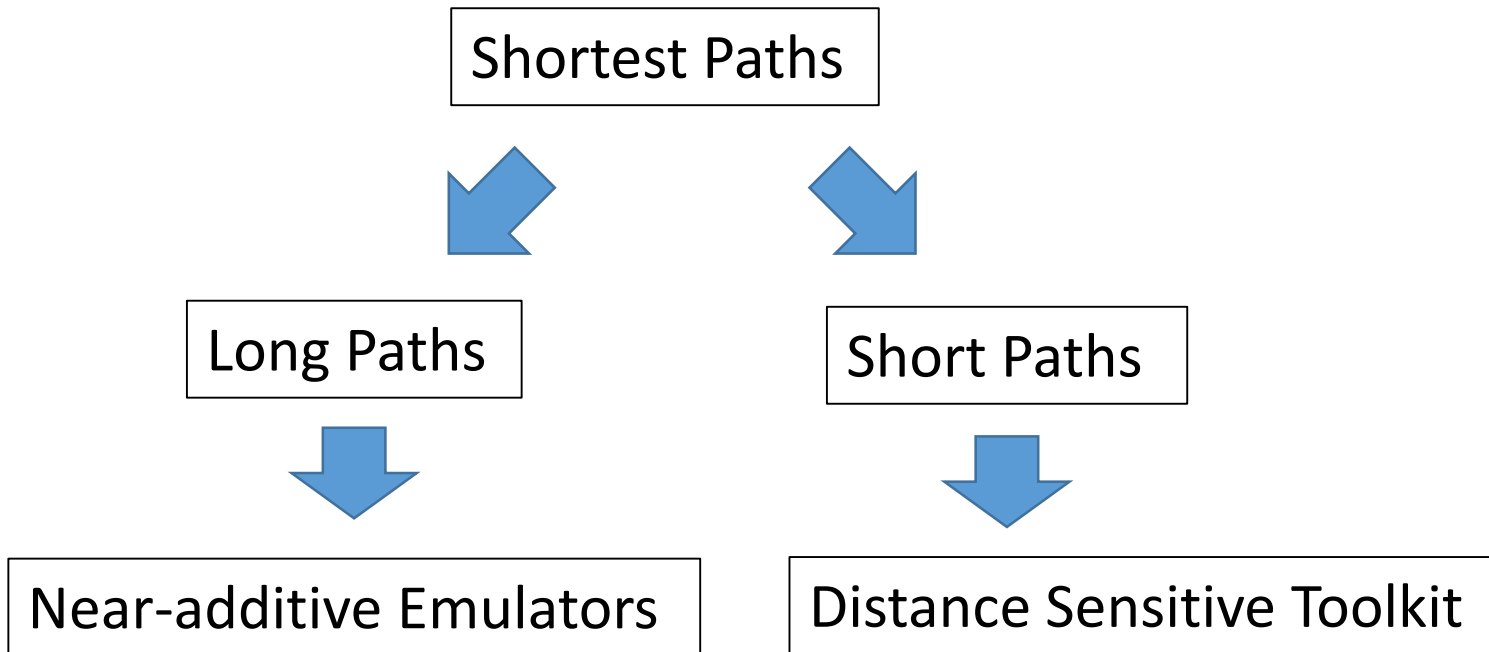 Shortest Paths
Long Paths
Short Paths
Near-additive Emulators
Distance Sensitive Toolkit